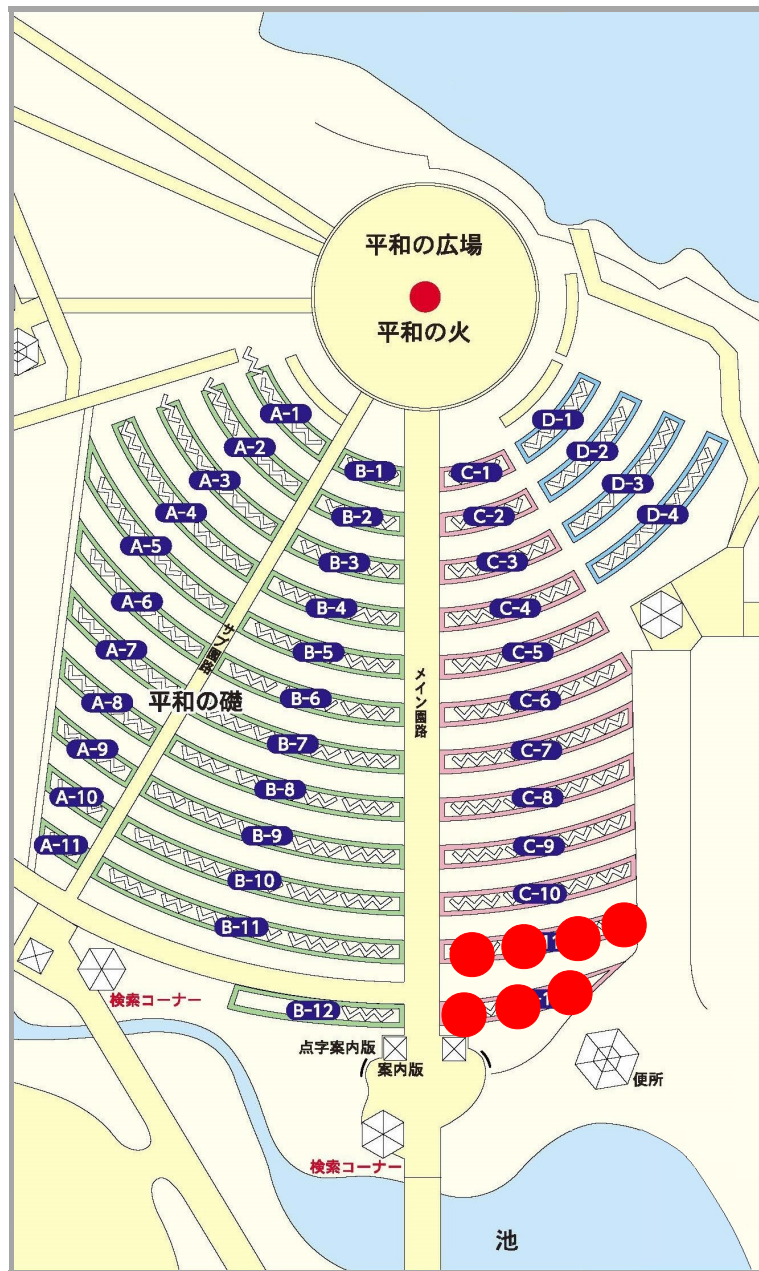 平和の広場
平和の火
A-1
A-2
A-3
A-4
A-5
A-6
A-7
A-8
A-9
A-10
A-11
B-1
B-2
B-3
B-4
B-5
B-6
B-7
B-8
B-9
B-10
B-11
B-12
C-1
C-2
C-3
C-4
C-5
C-6
C-7
C-8
C-9
C-10
D-1
D-2
D-3
D-4
サブ園路
メイン園路
平和の礎
検索コーナー
点字案内版
案内版
便所
検索コーナー
池